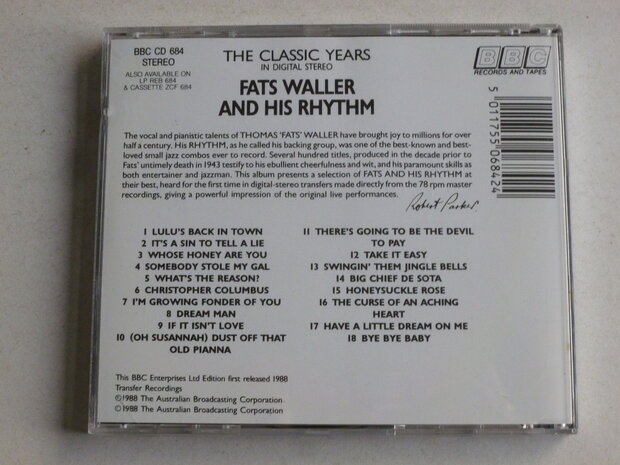 BBC CD 684
STEREO
ALSO AVAILABLE ON
LP REB 684
& CASSETTE ZCF 684
THE CLASSIC YEARS
IN DIGITAL STEREO
FATS WALLER
AND HIS RHYTHM
BBC
RECORDS AND TAPES
5 011755 068424
The vocal and pianistic talents of THOMAS 'FATS' WALLER have brought joy to millions for over
half a century. His RHYTHM, as he called his backing group, was one of the best-known and best-
loved small jazz combos ever to record. Several hundred titles, produced in the decade prior to
Fats' untimely death in 1943 testify to his ebullient cheerfulness and wit, and his paramount skills as
both entertainer and jazzman. This album presents a selection of FATS AND HIS RHYTHM at
their best, heard for the first time in digital-stereo transfers made directly from the 78 rpm master
recordings, giving a powerful impression of the original live performances.
Robert Parker
1 LULU'S BACK IN TOWN
2 IT'S A SIN TO TELL A LIE
3 WHOSE HONEY ARE YOU
4 SOMEBODY STOLE MY GAL
5 WHAT'S THE REASON?
6 CHRISTOPHER COLUMBUS
7 I'M GROWING FONDER OF YOU
8 DREAM MAN
9 IF IT ISN'T LOVE
10 (OH SUSANNAH) DUST OFF THAT
OLD PIANNA
11 THERE'S GOING TO BE THE DEVIL
TO PAY
12 TAKE IT EASY
13 SWINGIN' THEM JINGLE BELLS
14 BIG CHIEF DE SOTA
15 HONEYSUCKLE ROSE
16 THE CURSE OF AN ACHING
HEART
17 HAVE A LITTLE DREAM ON ME
18 BYE BYE BABY
This BBC Enterprises Ltd Edition first released 1988
Transfer Recordings
℗1988 The Australian Broadcasting Corporation.
©1988 The Australian Broadcasting Corporation.